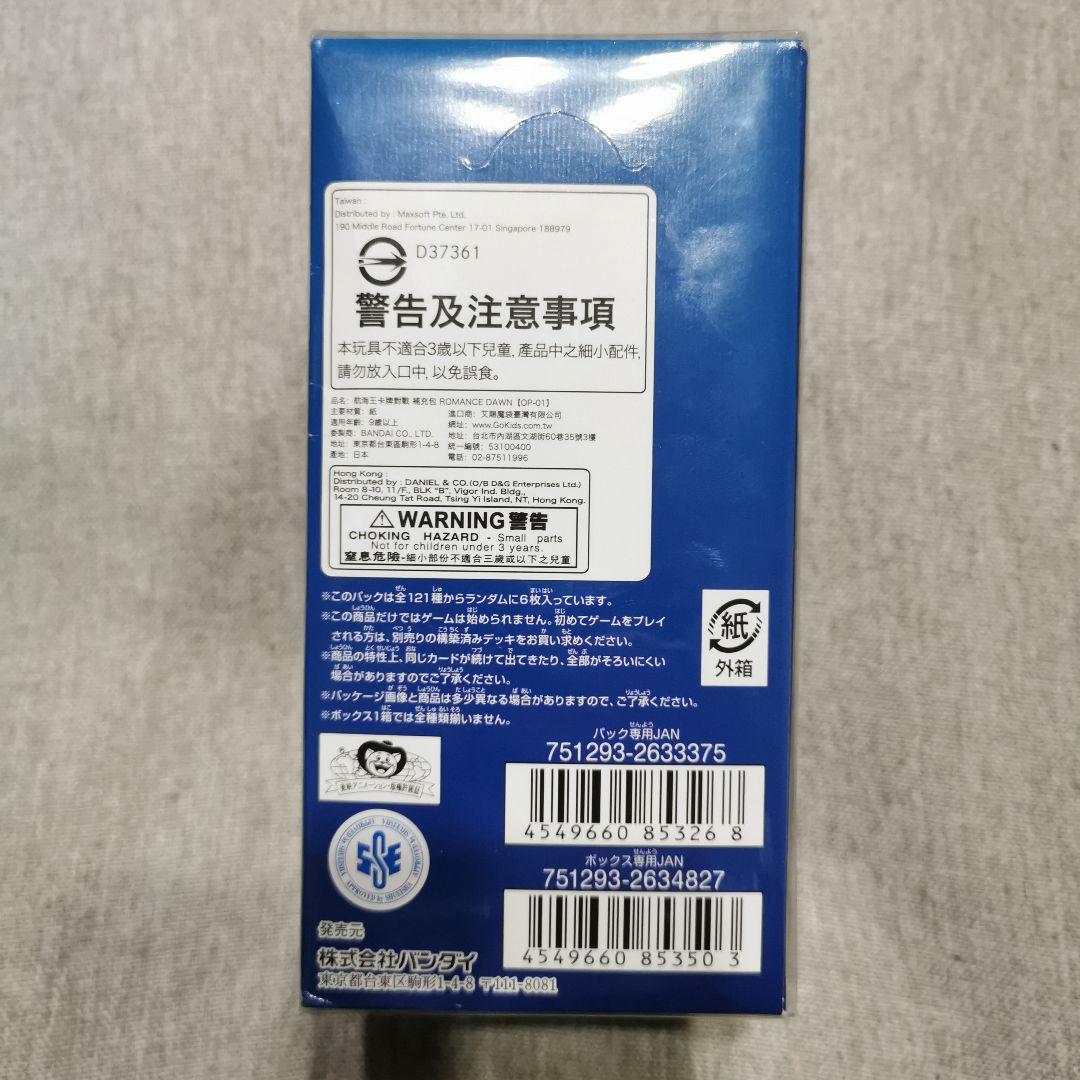 Taiwan :
Distributed by : Maxsoft Pte. Ltd.
190 Middle Road Fortune Center 17-01 Singapore 188979
D37361
警告及注意事項
本玩具不適合3歲以下兒童, 產品中之細小配件,
請勿放入口中, 以免誤食。
品名: 航海王卡牌對戰 補充包 ROMANCE DAWN【OP-01】
主要材質: 紙
適用年齡: 9歲以上
委製商: BANDAI CO., LTD.
地址: 東京都台東區駒形1-4-8
產地: 日本
進口商: 艾賜魔袋臺灣有限公司
網址: www.GoKids.com.tw
地址: 台北市內湖區文湖街60巷35號3樓
統一編號: 53100400
電話: 02-87511996
Hong Kong :
Distributed by : DANIEL & CO.(O/B D&G Enterprises Ltd.)
Room 8-10, 11/F., BLK "B", Vigor Ind. Bldg.,
14-20 Cheung Tat Road, Tsing Yi Island, NT, Hong Kong.
⚠WARNING 警告
CHOKING HAZARD - Small parts
Not for children under 3 years.
窒息危險-細小部份不適合三歲或以下之兒童
※このパックは全121種からランダムに6枚入っています。
※この商品だけではゲームは始められません。初めてゲームをプレイ
される方は、別売りの構築済みデッキをお買い求めください。
※商品の特性上、同じカードが続けて出てきたり、全部がそろいにくい
場合がありますのでご了承ください。
※パッケージ画像と商品は多少異なる場合がありますので、ご了承ください。
※ボックス1箱では全種類揃いません。
紙
外箱
パック専用JAN
751293-2633375
4549660 85326 8
ボックス専用JAN
751293-2634827
4549660 85350 3
東映アニメーション・版権許諾証
発売元
株式会社バンダイ
東京都台東区駒形1-4-8 〒111-8081